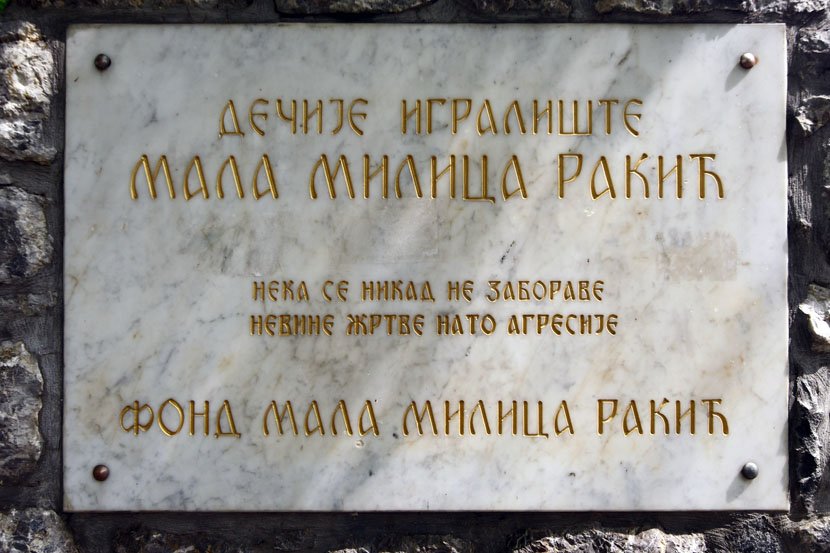 ДЕЧИЈЕ ИГРАЛИШТЕ
МАЛА МИЛИЦА РАКИЋ
НЕКА СЕ НИКАД НЕ ЗАБОРАВЕ
НЕВИНЕ ЖРТВЕ НАТО АГРЕСИЈЕ
ФОНД МАЛА МИЛИЦА РАКИЋ